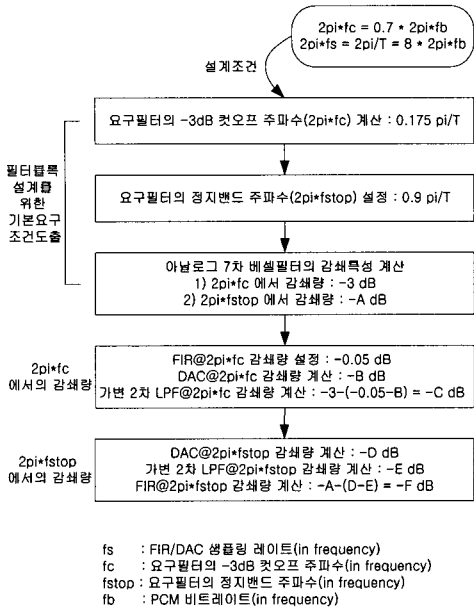 2pi*fc = 0.7 * 2pi*fb
2pi*fs = 2pi/T = 8 * 2pi*fb
설계조건
요구필터의 -3dB 컷오프 주파수(2pi*fc) 계산 : 0.175 pi/T
필터블록
설계를
위한
기본요구
조건도출
요구필터의 정지밴드 주파수(2pi*fstop) 설정 : 0.9 pi/T
아날로그 7차 베셀필터의 감쇄특성 계산
1) 2pi*fc 에서 감쇄량 : -3 dB
2) 2pi*fstop 에서 감쇄량 : -A dB
2pi*fc
에서의 감쇄량
FIR@2pi*fc 감쇄량 설정 : -0.05 dB
DAC@2pi*fc 감쇄량 계산 : -B dB
가변 2차 LPF@2pi*fc 감쇄량 계산 : -3-(-0.05-B) = -C dB
2pi*fstop
에서의 감쇄량
DAC@2pi*fstop 감쇄량 계산 : -D dB
가변 2차 LPF@2pi*fstop 감쇄량 계산 : -E dB
FIR@2pi*fstop 감쇄량 계산 : -A-(D-E) = -F dB
fs : FIR/DAC 샘플링 레이트(in frequency)
fc : 요구필터의 -3dB 컷오프 주파수(in frequency)
fstop : 요구필터의 정지밴드 주파수(in frequency)
fb : PCM 비트레이트(in frequency)